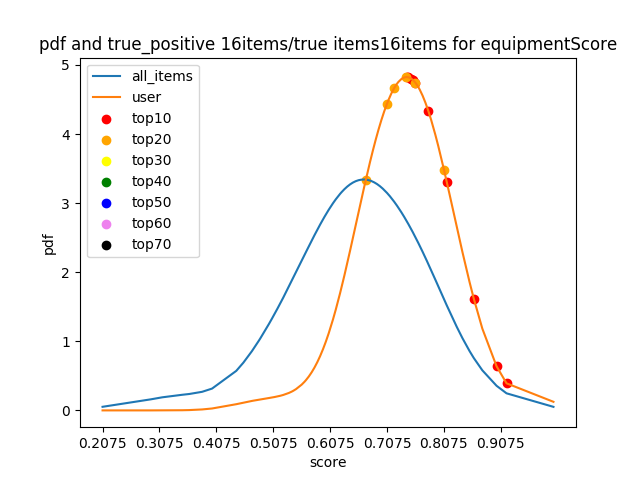 pdf and true_positive 16items/true items16items for equipmentScore
all_items
user
top10
top20
top30
top40
top50
top60
top70
5
4
3
2
1
0
pdf
0.2075 0.3075 0.4075 0.5075 0.6075 0.7075 0.8075 0.9075
score